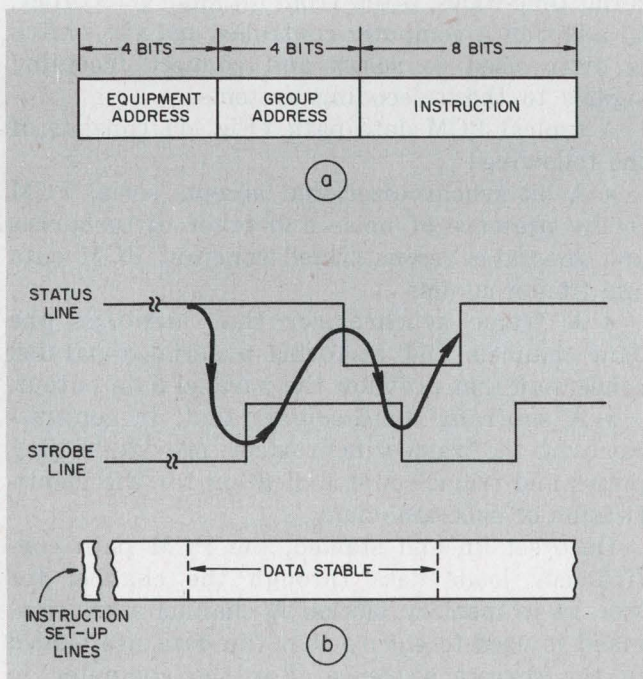 4 BITS 4 BITS 8 BITS
EQUIPMENT ADDRESS GROUP ADDRESS INSTRUCTION
a
STATUS LINE
STROBE LINE
DATA STABLE
INSTRUCTION SET-UP LINES
b